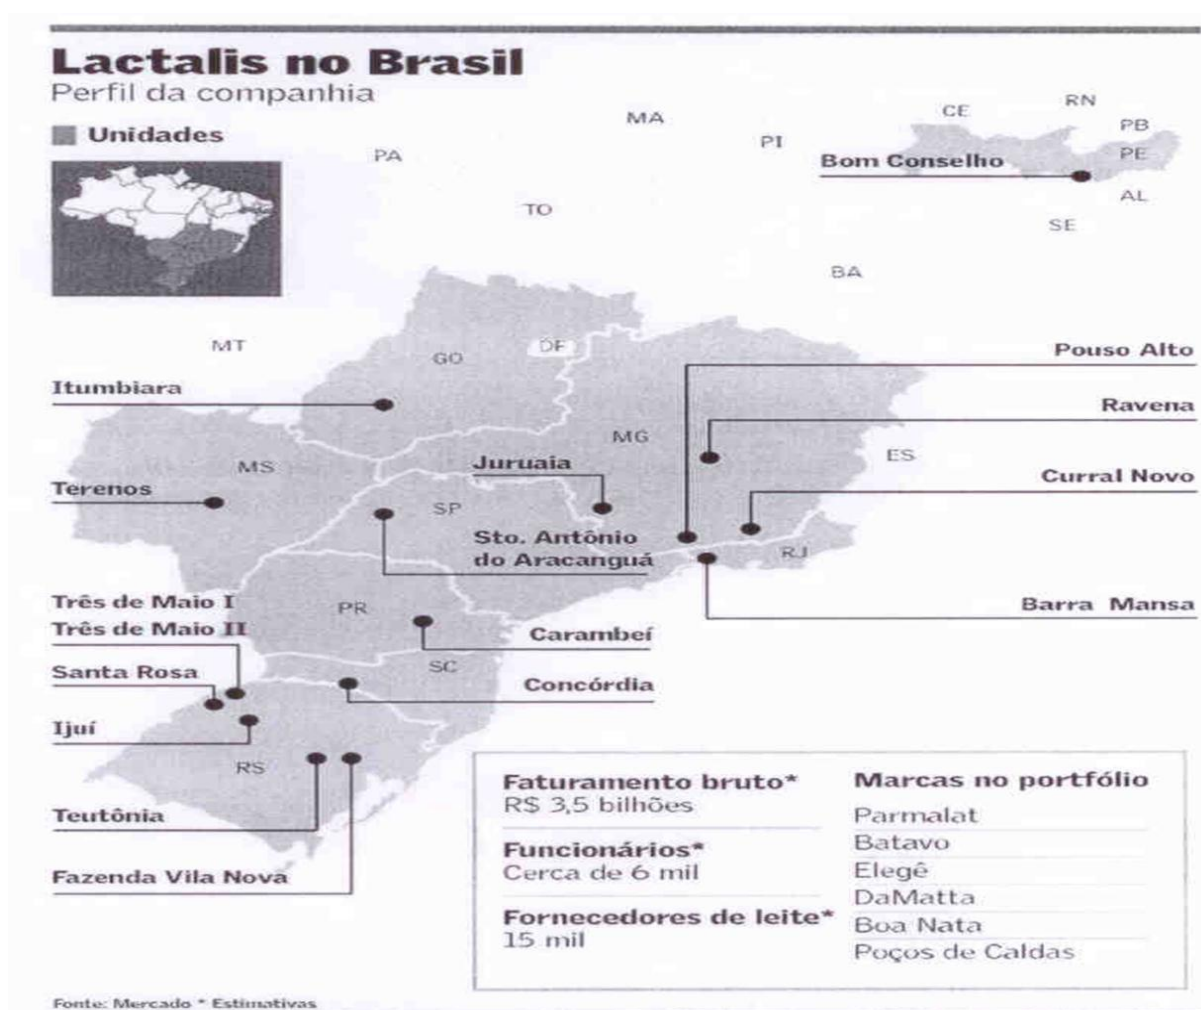 Lactalis no Brasil
Perfil da companhia
Unidades
MA
PI
CE
RN
PB
PE
AL
SE
PA
TO
BA
Bom Conselho
MT
GO
DF
Pouso Alto
Itumbiara
Ravena
MG
ES
MS
Juruaia
Curral Novo
Terenos
SP
Sto. Antônio
do Aracanguá
RJ
Três de Maio I
Três de Maio II
PR
Barra Mansa
Carambeí
Santa Rosa
SC
Concórdia
Ijuí
RS
Teutônia
Fazenda Vila Nova
Faturamento bruto*
R$ 3,5 bilhões
Funcionários*
Cerca de 6 mil
Fornecedores de leite*
15 mil
Marcas no portfólio
Parmalat
Batavo
Elegê
DaMatta
Boa Nata
Poços de Caldas
Fonte: Mercado * Estimativas